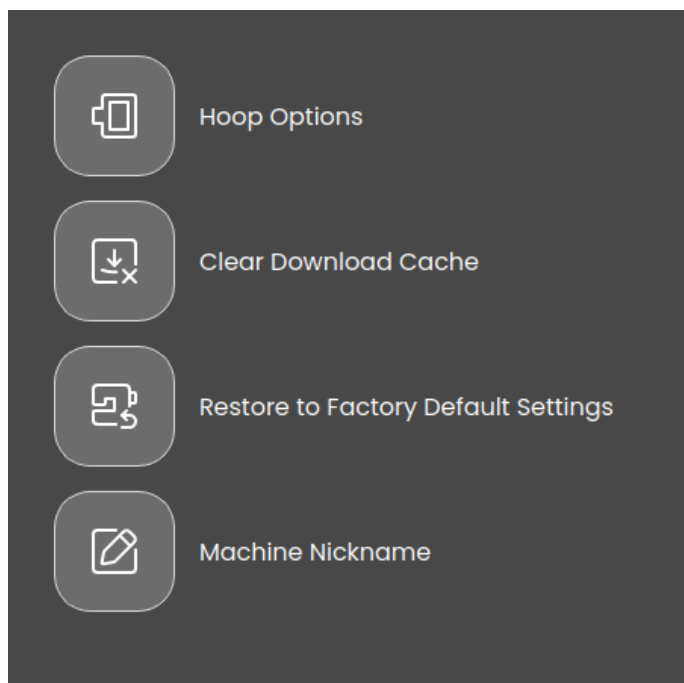 Hoop Options
Clear Download Cache
Restore to Factory Default Settings
Machine Nickname